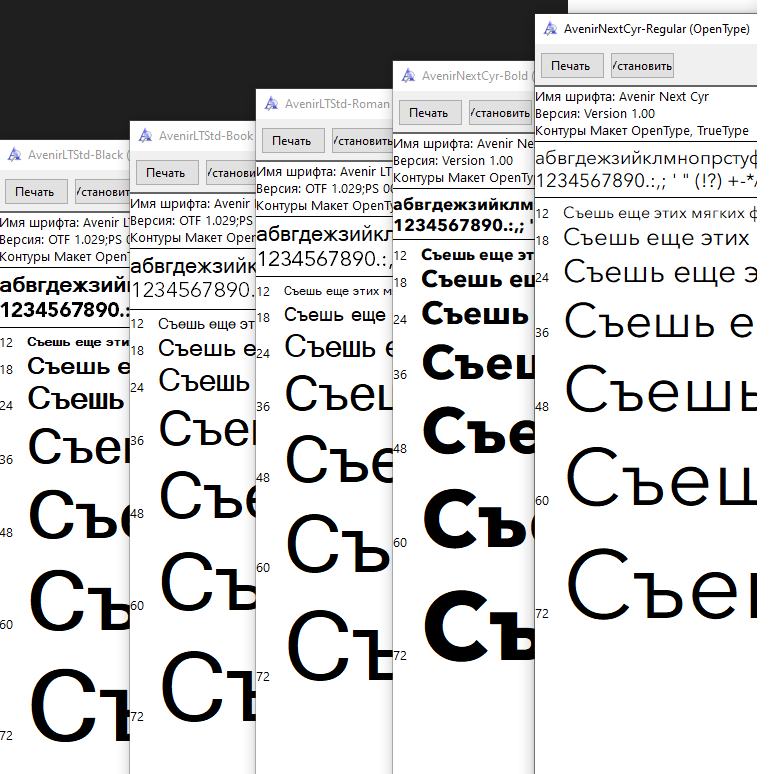 AvenirLTStd-Black (
Печать
Установи
Имя шрифта: Avenir L
Версия: OTF 1.029;PS
Контуры Макет OpenT
абвгдежзийк
1234567890.:
12 Съешь еще эти
18 Съешь е
24 Съешь
36 Съе
48 Съ
60 Съ
72 Съ
AvenirLTStd-Book
Печать
Установи
Имя шрифта: Avenir
Версия: OTF 1.029;PS
Контуры Макет Open
абвгдежзийк
1234567890.
12 Съешь еще эт
18 Съешь е
24 Съешь
36 Съе
48 Съе
60 Съ
72 Съ
AvenirLTStd-Roman
Печать
Установить
Имя шрифта: Avenir LT
Версия: OTF 1.029;PS 00
Контуры Макет OpenTy
абвгдежзийкл
1234567890.:,
12 Съешь еще этих м
18 Съешь еще
24 Съешь е
36 Съеш
48 Съе
60 Съ
72 Съ
AvenirNextCyr-Bold (
Печать
Установить
Имя шрифта: Avenir Ne
Версия: Version 1.00
Контуры Макет OpenTy
абвгдежзийклм
1234567890.:,; '
12 Съешь еще эт
18 Съешь ещ
24 Съешь
36 Съеш
48 Съе
60 Съ
72 Съ
AvenirNextCyr-Regular (OpenType)
Печать
Установить
Имя шрифта: Avenir Next Cyr
Версия: Version 1.00
Контуры Макет OpenType, TrueType
абвгдежзийклмнопрстуф
1234567890.:,; ' " (!?) +-*/
12 Съешь еще этих мягких ф
18 Съешь еще этих
24 Съешь еще э
36 Съешь е
48 Съешь
60 Съеш
72 Съе